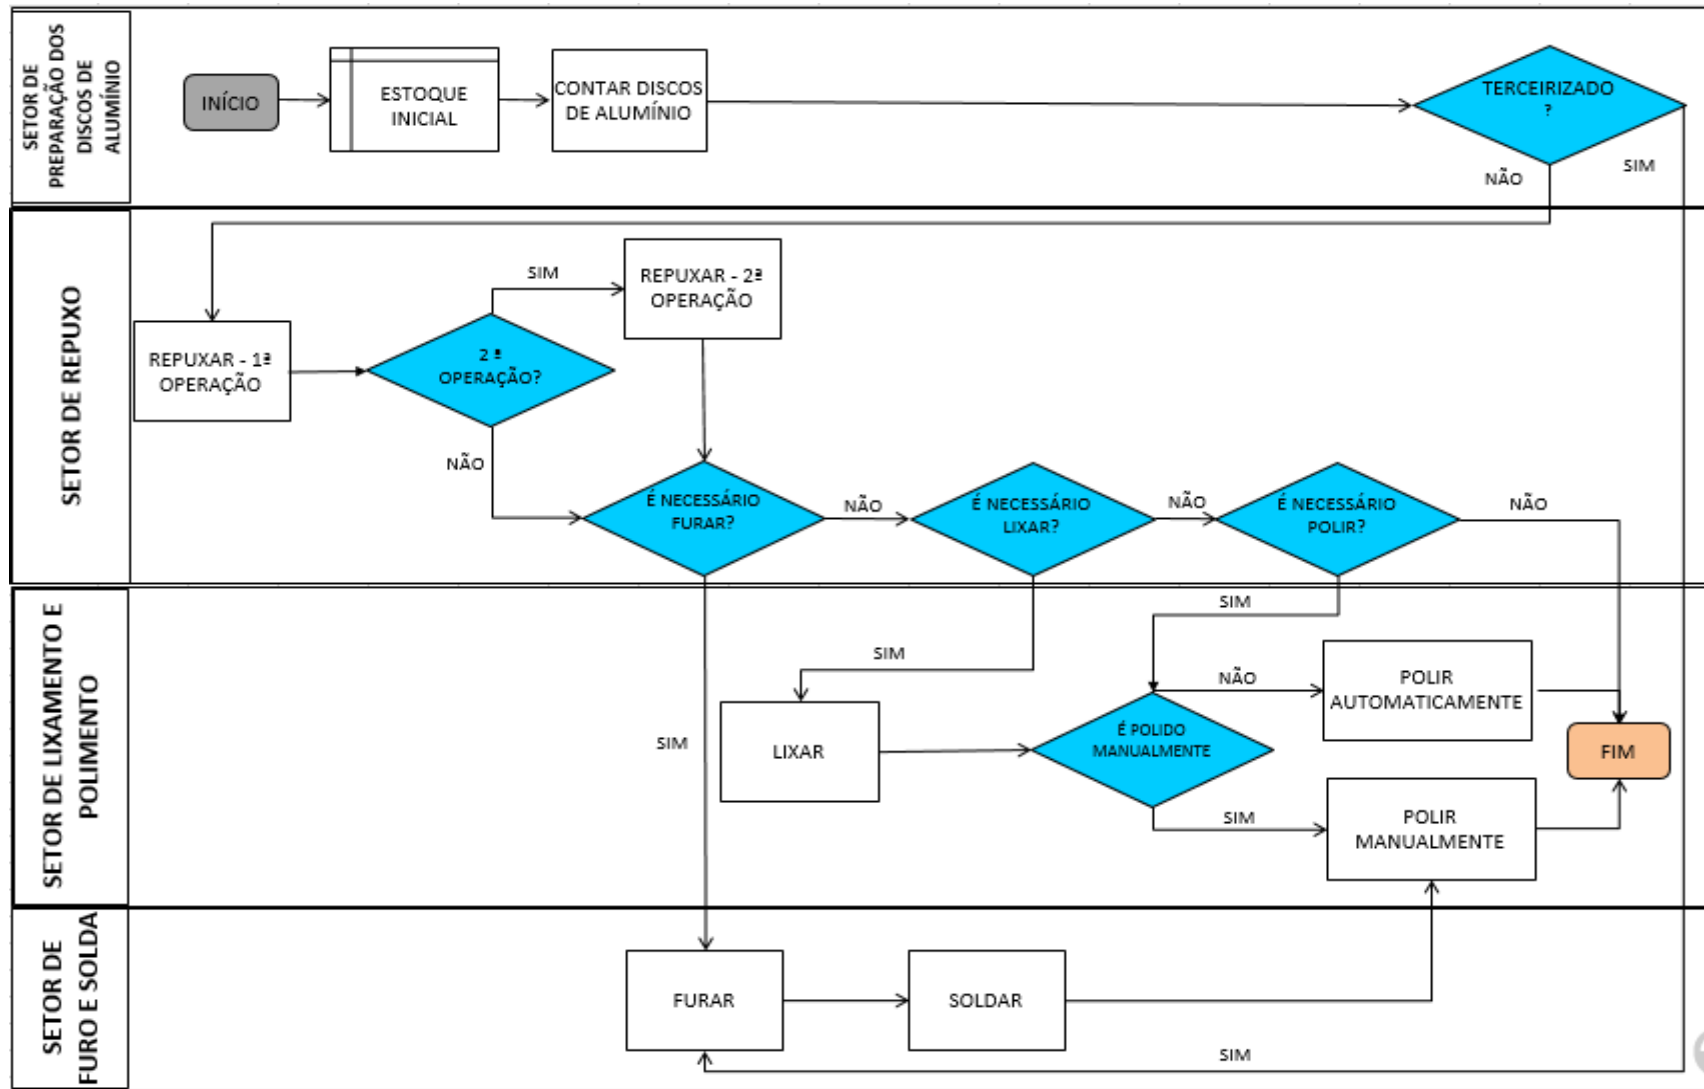 SETOR DE
PREPARAÇÃO DOS
DISCOS DE
ALUMÍNIO
INÍCIO
ESTOQUE
INICIAL
CONTAR DISCOS
DE ALUMÍNIO
TERCEIRIZADO
?
NÃO
SIM
SETOR DE REPUXO
REPUXAR - 1ª
OPERAÇÃO
2 ª
OPERAÇÃO?
SIM
REPUXAR - 2ª
OPERAÇÃO
NÃO
É NECESSÁRIO
FURAR?
NÃO
É NECESSÁRIO
LIXAR?
NÃO
É NECESSÁRIO
POLIR?
NÃO
SETOR DE LIXAMENTO E
POLIMENTO
SIM
SIM
SIM
LIXAR
É POLIDO
MANUALMENTE
NÃO
POLIR
AUTOMATICAMENTE
SIM
POLIR
MANUALMENTE
FIM
SETOR DE
FURO E SOLDA
FURAR
SOLDAR
SIM